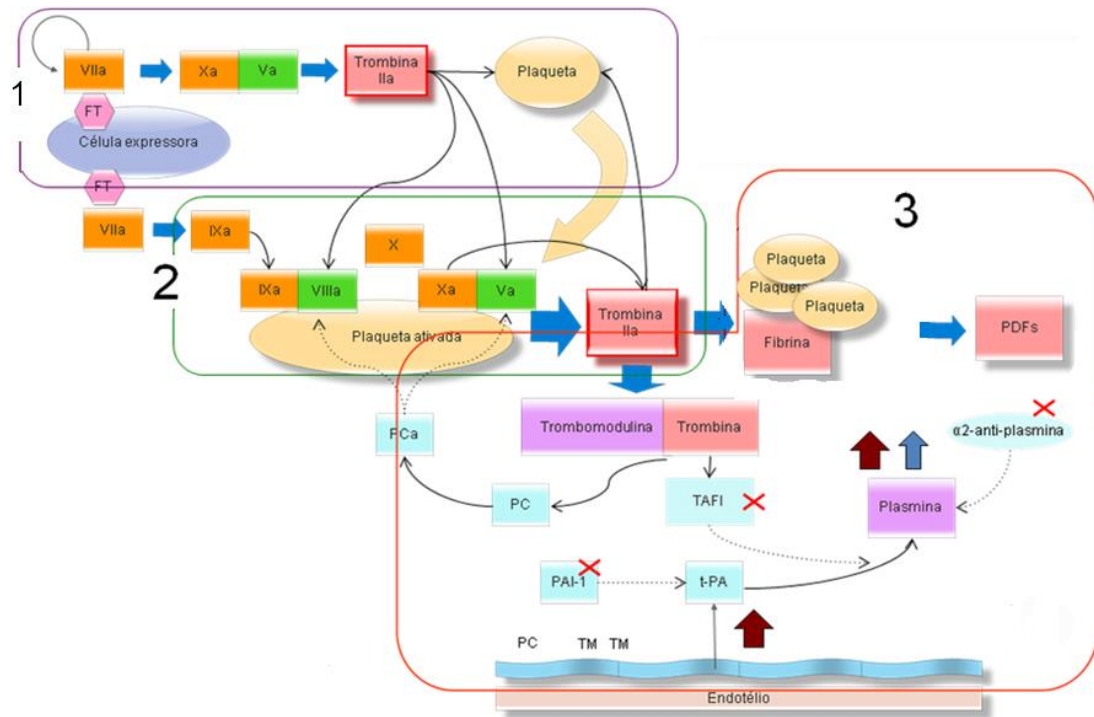 1
VIIa
Xa
Va
Trombina
IIa
Plaqueta
FT
Célula expressora
FT
VIIa
IXa
X
2
IXa
VIIIa
Xa
Va
Plaqueta ativada
Trombina
IIa
3
Plaqueta
Plaqueta
Plaqueta
Fibrina
PDFs
PCa
Trombomodulina
Trombina
α2-anti-plasmina
PC
TAFI
Plasmina
PAI-1
t-PA
PC
TM
TM
Endotélio